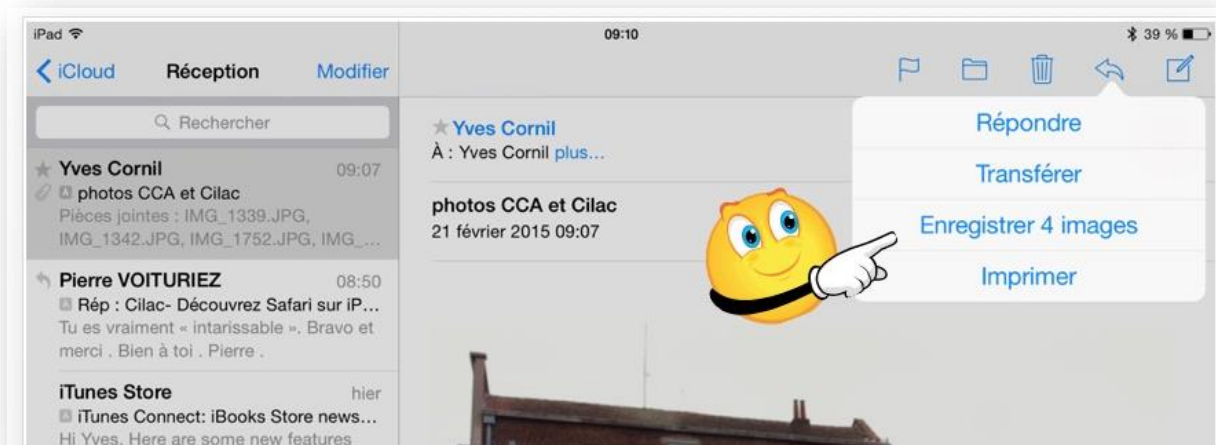 iPad 09:10 39 %
iCloud Réception Modifier
Rechercher
Yves Cornil 09:07
photos CCA et Cilac
Pièces jointes : IMG_1339.JPG,
IMG_1342.JPG, IMG_1752.JPG, IMG_...
Pierre VOITURIEZ 08:50
Rép : Cilac- Découvrez Safari sur iP...
Tu es vraiment « intarissable ». Bravo et
merci . Bien à toi . Pierre .
iTunes Store hier
iTunes Connect: iBooks Store news...
Hi Yves, Here are some new features
Yves Cornil
À : Yves Cornil plus...
photos CCA et Cilac
21 février 2015 09:07
Répondre
Transférer
Enregistrer 4 images
Imprimer